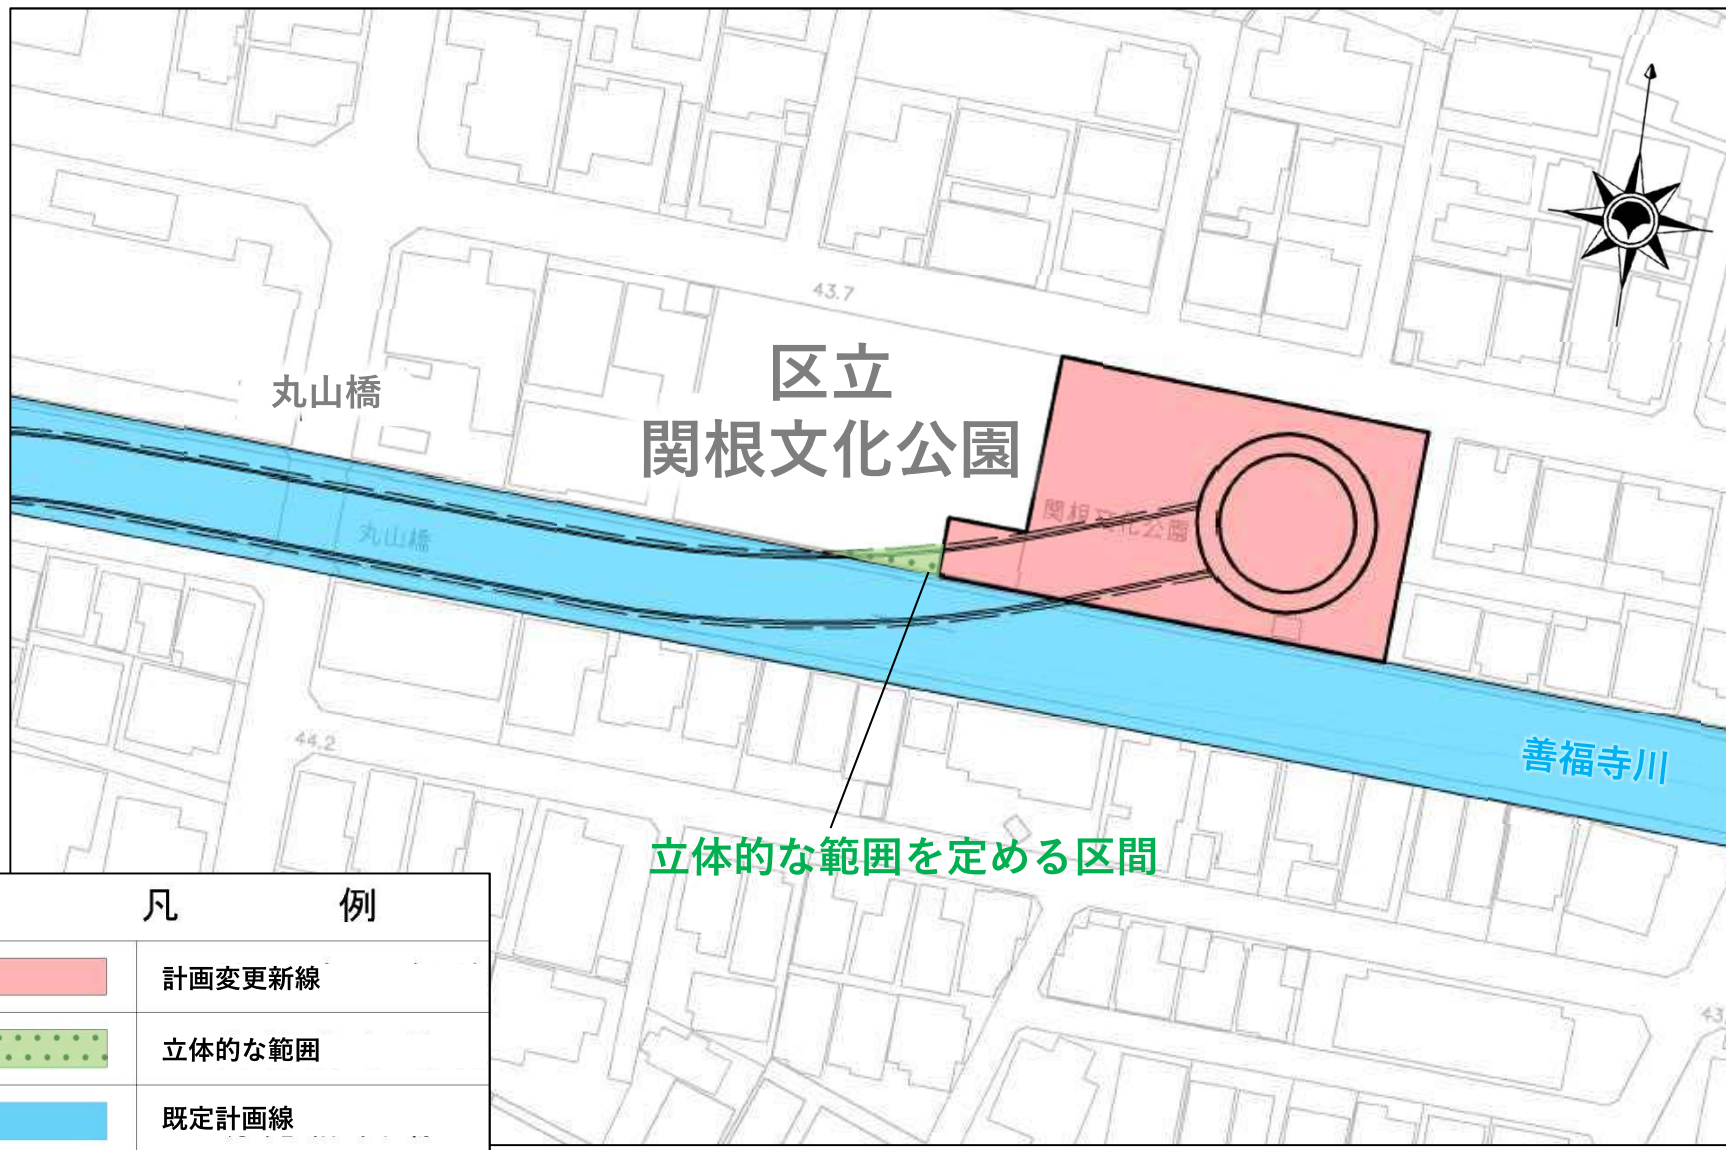 43.7
区立
関根文化公園
丸山橋
関根文化公園
丸山橋
善福寺川
44.2
立体的な範囲を定める区間
凡 例
計画変更新線
立体的な範囲
既定計画線
43